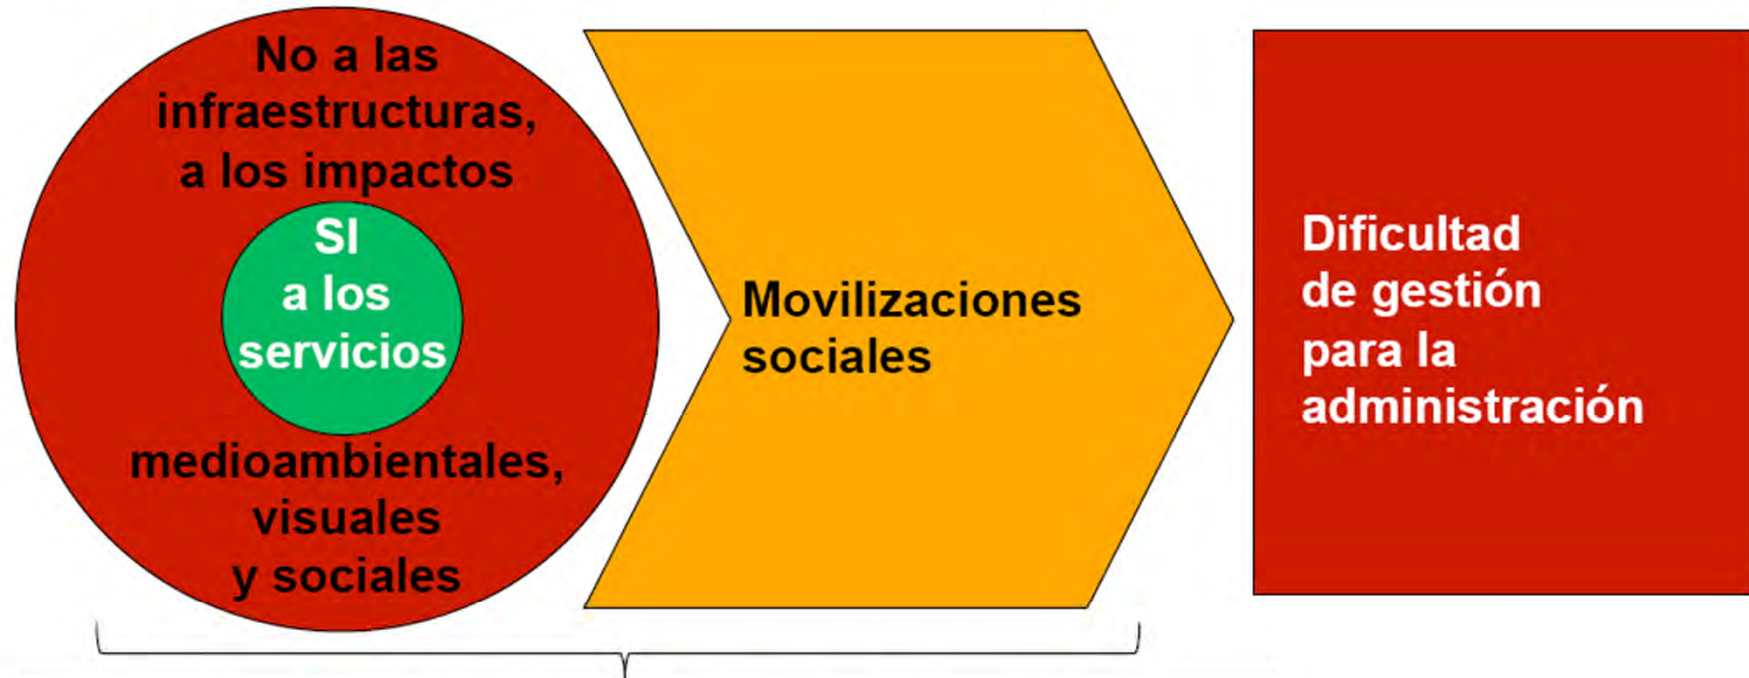 No a las
infraestructuras,
a los impactos
SI
a los
servicios
medioambientales,
visuales
y sociales
Movilizaciones
sociales
Dificultad
de gestión
para la
administración